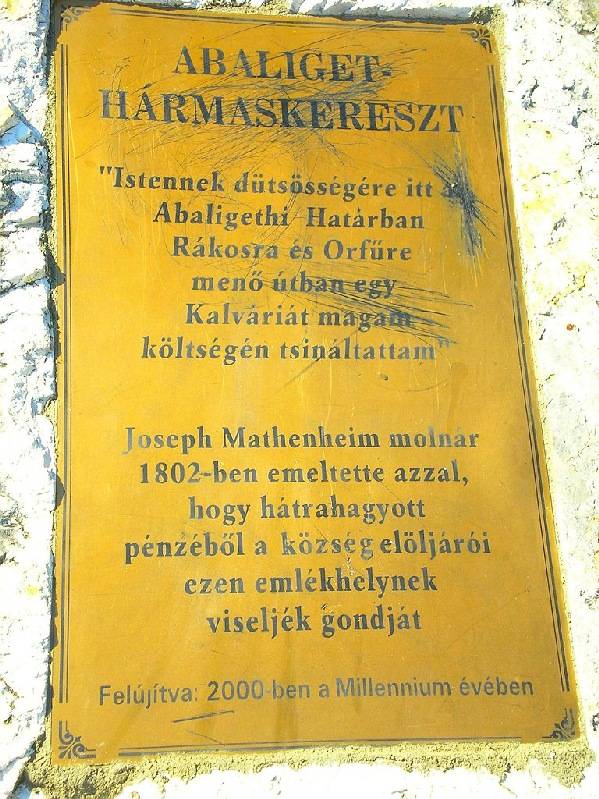 ABALIGET-
HÁRMASKERESZT
"Istennek dütsösségére itt a
Abaligethi Határban
Rákosra és Orfűre
menő útban egy
Kalváriát magam
költségén tsináltattam"
Joseph Mathenheim molnár
1802-ben emeltette azzal,
hogy hátrahagyott
pénzéből a község elöljárói
ezen emlékhelynek
viseljék gondját
Felújítva: 2000-ben a Millennium évében